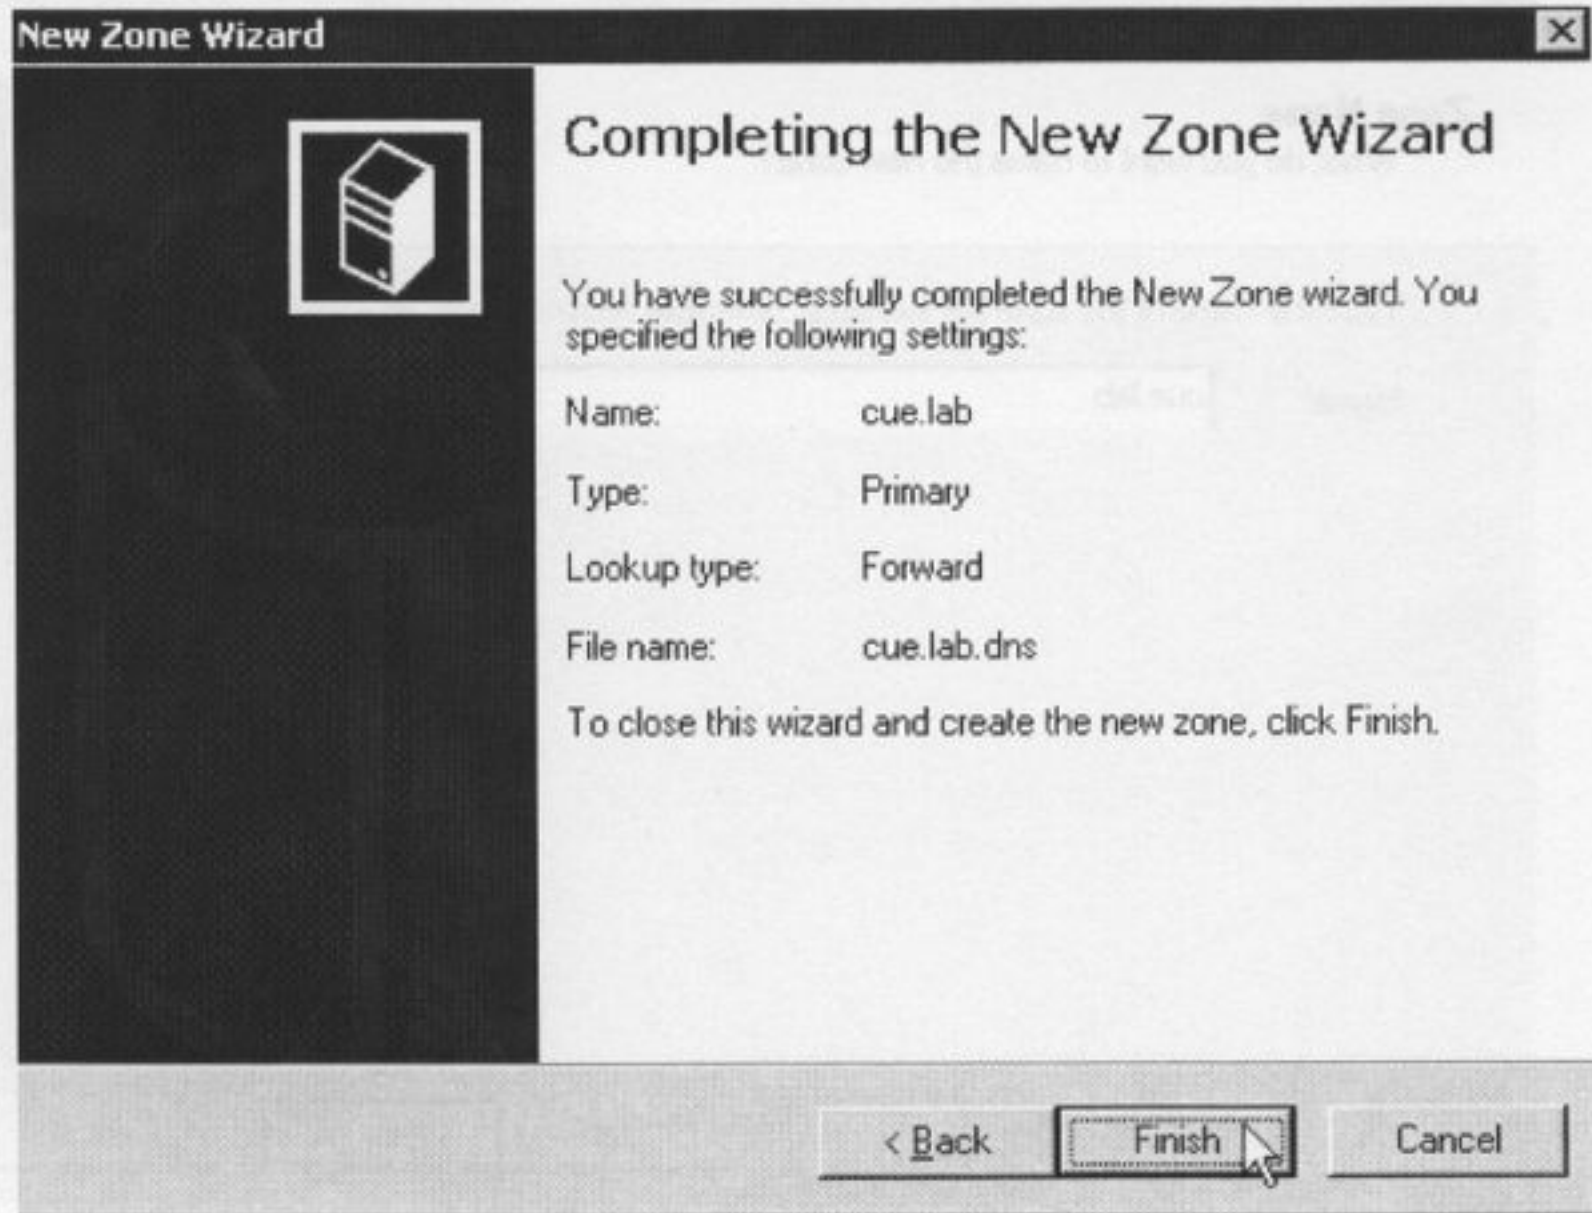 New Zone Wizard
Completing the New Zone Wizard
You have successfully completed the New Zone wizard. You
specified the following settings:
Name: cue.lab
Type: Primary
Lookup type: Forward
File name: cue.lab.dns
To close this wizard and create the new zone, click Finish.
< Back Finish Cancel